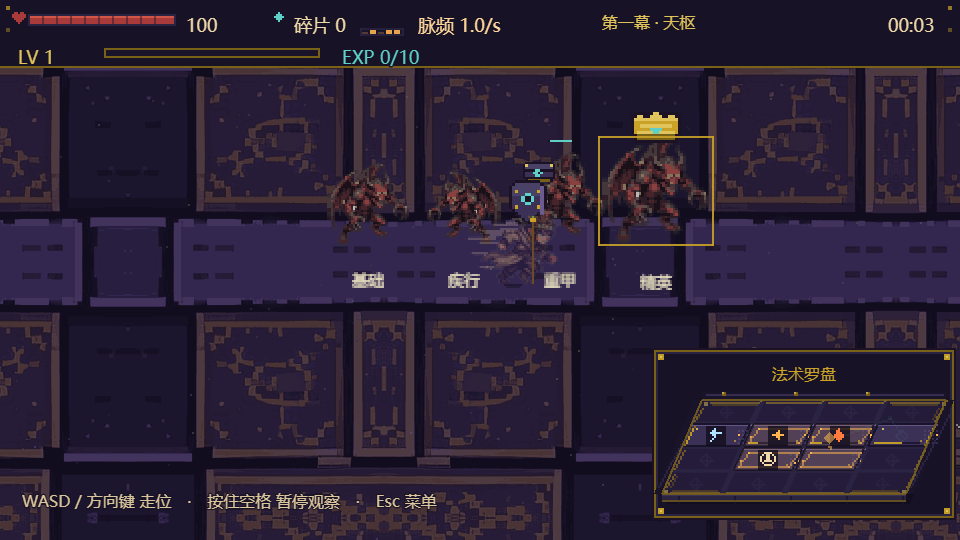 100 碎片 0 脉频 1.0/s 第一幕 · 天枢 00:03
LV 1 EXP 0/10
基础 疾行 重甲 精英
法术罗盘
WASD / 方向键 走位 · 按住空格 暂停观察 · Esc 菜单